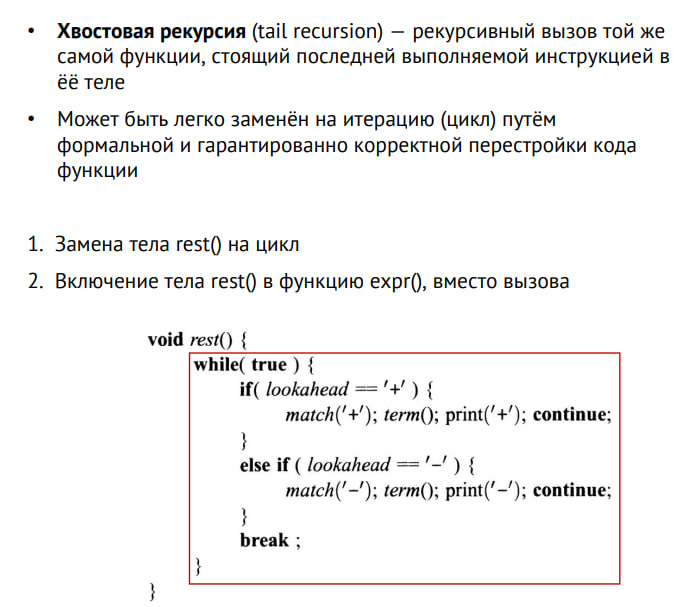 • Хвостовая рекурсия (tail recursion) — рекурсивный вызов той же
самой функции, стоящий последней выполняемой инструкцией в
ёё теле
• Может быть легко заменён на итерацию (цикл) путём
формальной и гарантированно корректной перестройки кода
функции
1. Замена тела rest() на цикл
2. Включение тела rest() в функцию expr(), вместо вызова
void rest() {
while( true ) {
if( lookahead == '+' ) {
match('+'); term(); print('+'); continue;
}
else if ( lookahead == '−' ) {
match('−'); term(); print('−'); continue;
}
break ;
}
}